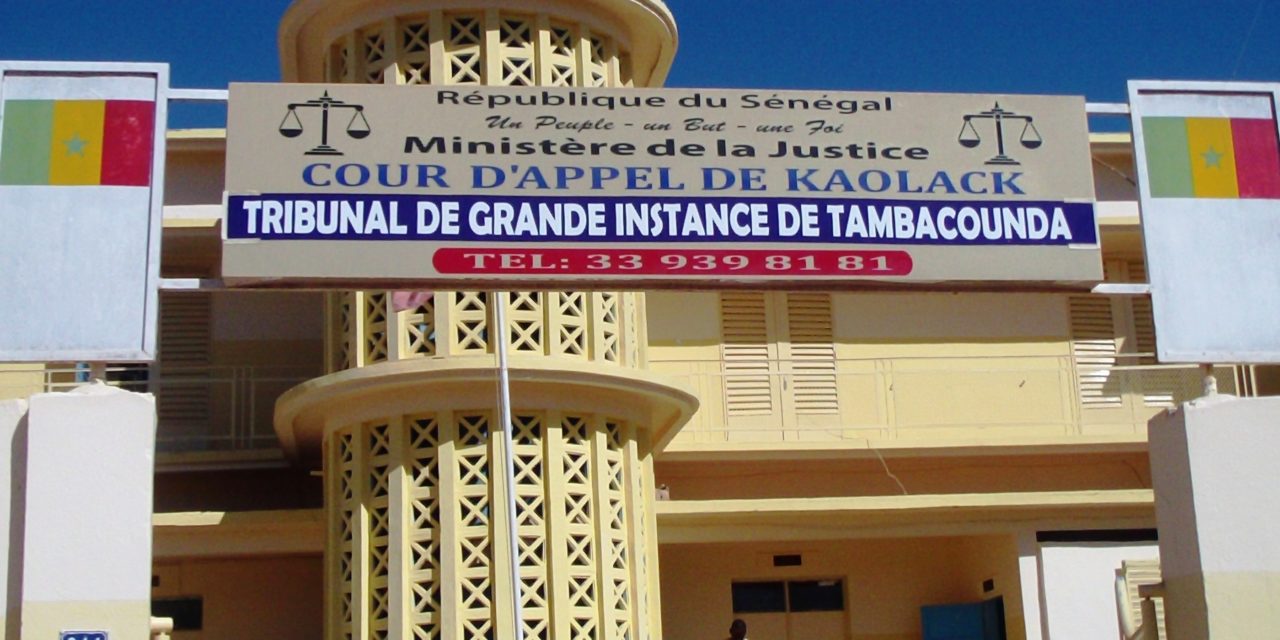 République du Sénégal
Un Peuple - un But - une Foi
Ministère de la Justice
COUR D'APPEL DE KAOLACK
TRIBUNAL DE GRANDE INSTANCE DE TAMBACOUNDA
TEL: 33 939 81 81